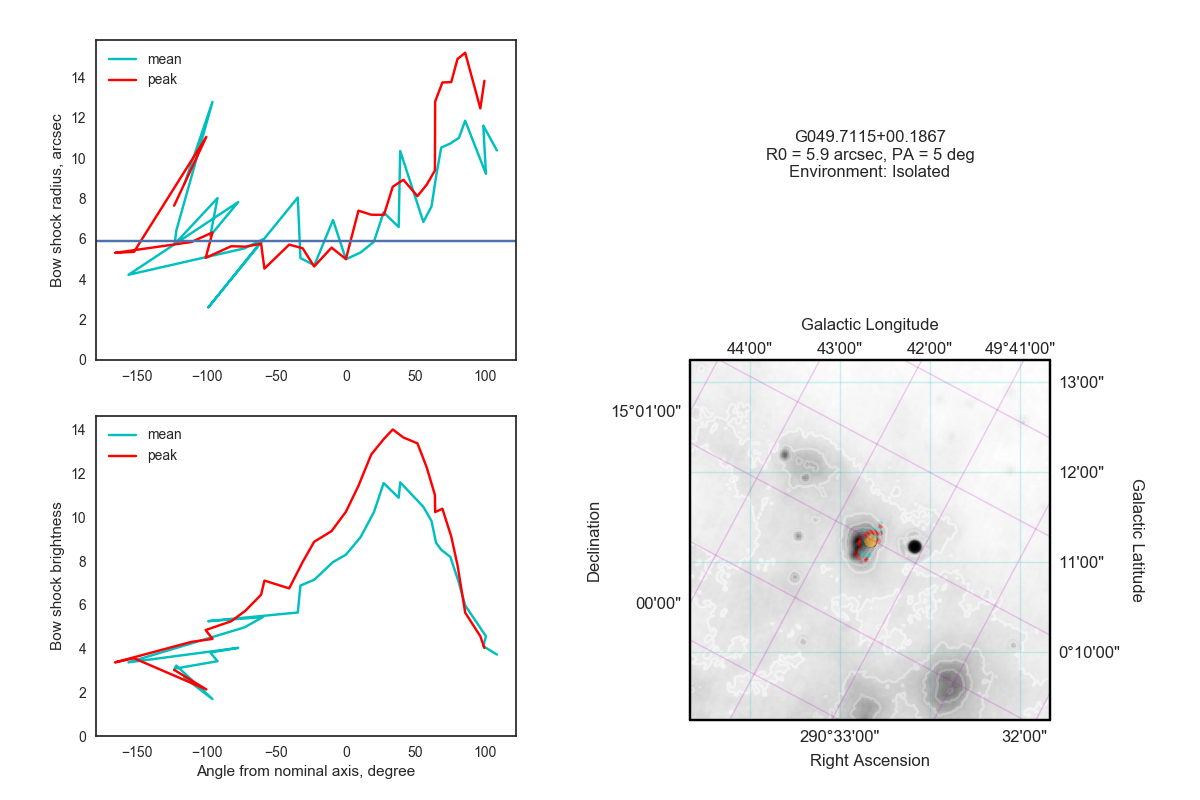 mean
peak
Bow shock radius, arcsec
14
12
10
8
6
4
2
0
−150
−100
−50
0
50
100
mean
peak
Bow shock brightness
14
12
10
8
6
4
2
0
−150
−100
−50
0
50
100
Angle from nominal axis, degree
G049.7115+00.1867
R0 = 5.9 arcsec, PA = 5 deg
Environment: Isolated
Galactic Longitude
44'00"
43'00"
42'00"
49°41'00"
15°01'00"
00'00"
Declination
13'00"
12'00"
11'00"
0°10'00"
Galactic Latitude
290°33'00"
32'00"
Right Ascension